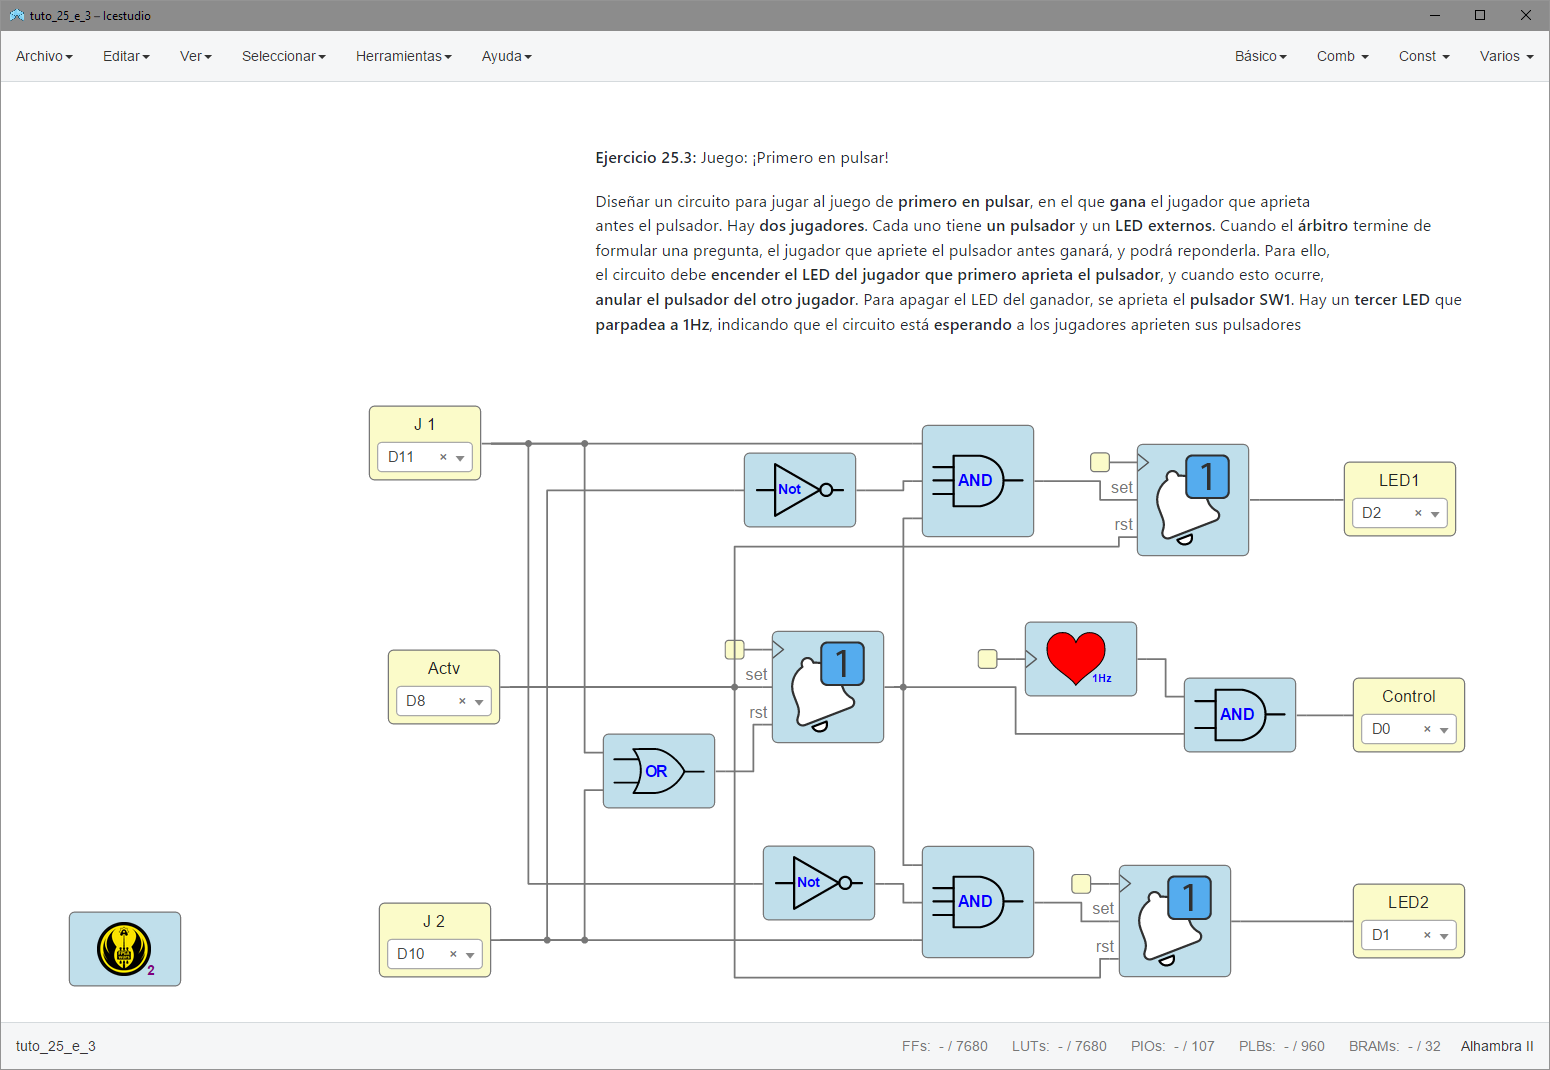 tuto_25_e_3 – Icestudio
Archivo Editar Ver Seleccionar Herramientas Ayuda Básico Comb Const Varios
Ejercicio 25.3: Juego: ¡Primero en pulsar!
Diseñar un circuito para jugar al juego de primero en pulsar, en el que gana el jugador que aprieta
antes el pulsador. Hay dos jugadores. Cada uno tiene un pulsador y un LED externos. Cuando el árbitro termine de
formular una pregunta, el jugador que apriete el pulsador antes ganará, y podrá reponderla. Para ello,
el circuito debe encender el LED del jugador que primero aprieta el pulsador, y cuando esto ocurre,
anular el pulsador del otro jugador. Para apagar el LED del ganador, se aprieta el pulsador SW1. Hay un tercer LED que
parpadea a 1Hz, indicando que el circuito está esperando a los jugadores aprieten sus pulsadores
J 1
D11 ×
Not
AND
set
rst
1
LED1
D2 ×
Actv
D8 ×
set
rst
1
1Hz
AND
Control
D0 ×
OR
Not
AND
set
rst
1
LED2
D1 ×
J 2
D10 ×
2
tuto_25_e_3 FFs: - / 7680 LUTs: - / 7680 PIOs: - / 107 PLBs: - / 960 BRAMs: - / 32 Alhambra II